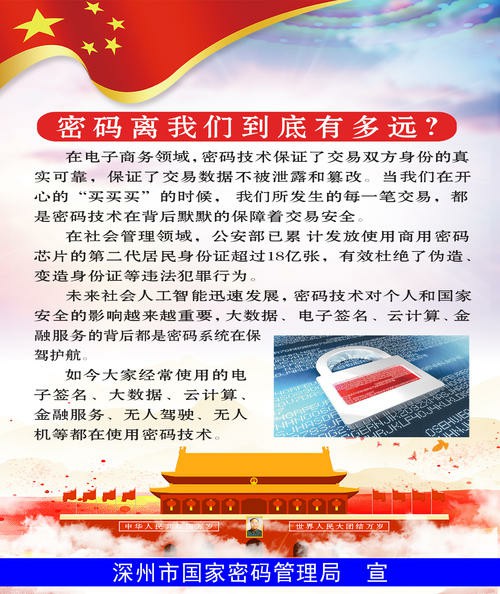 密码离我们到底有多远？
在电子商务领域，密码技术保证了交易双方身份的真
实可靠，保证了交易数据不被泄露和篡改。当我们在开
心的“买买买”的时候， 我们所发生的每一笔交易，都
是密码技术在背后默默的保障着交易安全。
在社会管理领域，公安部已累 计发放使用商用密码
芯片的第二代居民身份证超过18亿张，有效杜绝了伪造、
变造身份证等违法犯罪行为。
未来社会人工智能迅速发展，密码技术对个人和国家
安全的影响越来越重要，大数据、电子签名、云计算、金
融服务的背后都是密码系统在保
驾护航。
如今大家经常使用的电
子签名、大数据、云计算、
金融服务、无人驾驶、无人
机等都在使用密码技术。
中华人民共和国万岁
世界人民大团结万岁
深州市国家密码管理局 宣